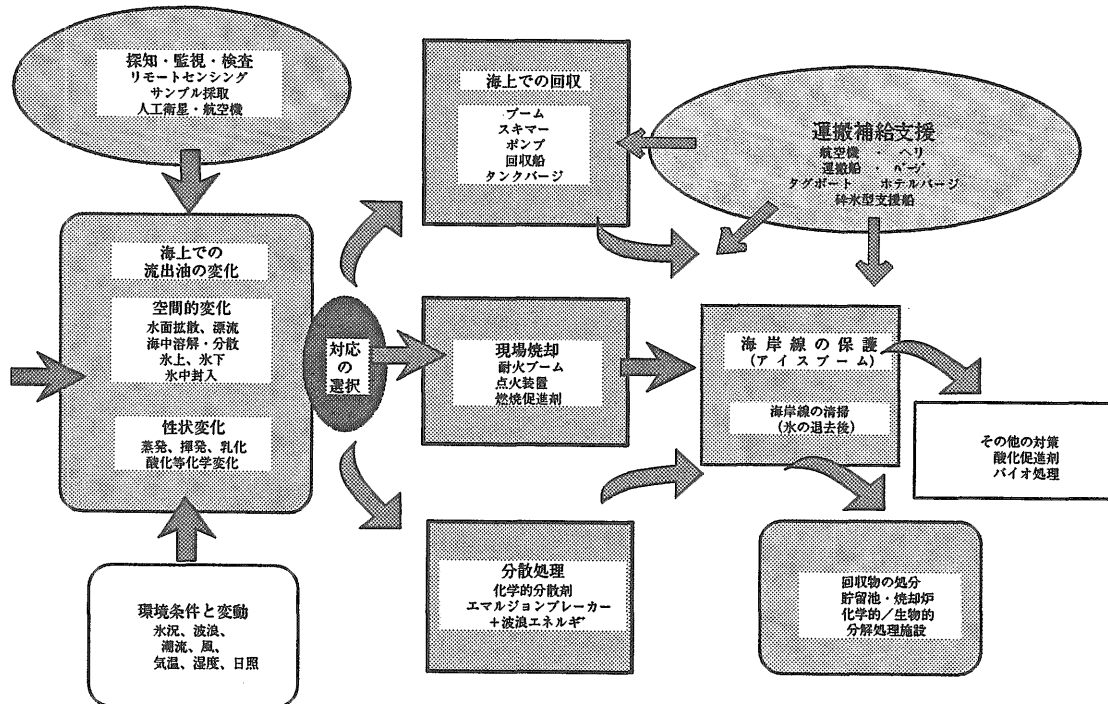 探知・監視・検査
リモートセンシング
サンプル採取
人工衛星・航空機
海上での
流出油の変化
空間的変化
水面拡散、漂流
海中溶解・分散
氷上、氷下
氷中封入
性状変化
蒸発、揮発、乳化
酸化等化学変化
環境条件と変動
氷況、波浪、
潮流、風、
気温、湿度、日照
対応
の
選択
海上での回収
ブーム
スキマー
ポンプ
回収船
タンクバージ
現場焼却
耐火ブーム
点火装置
燃焼促進剤
分散処理
化学的分散剤
エマルジョンブレーカー
+波浪エネルギ
運搬補給支援
航空機 ・ ヘリ
運搬船 ・ バージ
タグボート ホテルバージ
砕氷型支援船
海岸線の保護
(アイスブーム)
海岸線の清掃
(氷の退去後)
その他の対策
酸化促進剤
バイオ処理
回収物の処分
貯留池・焼却炉
化学的/生物的
分解処理施設